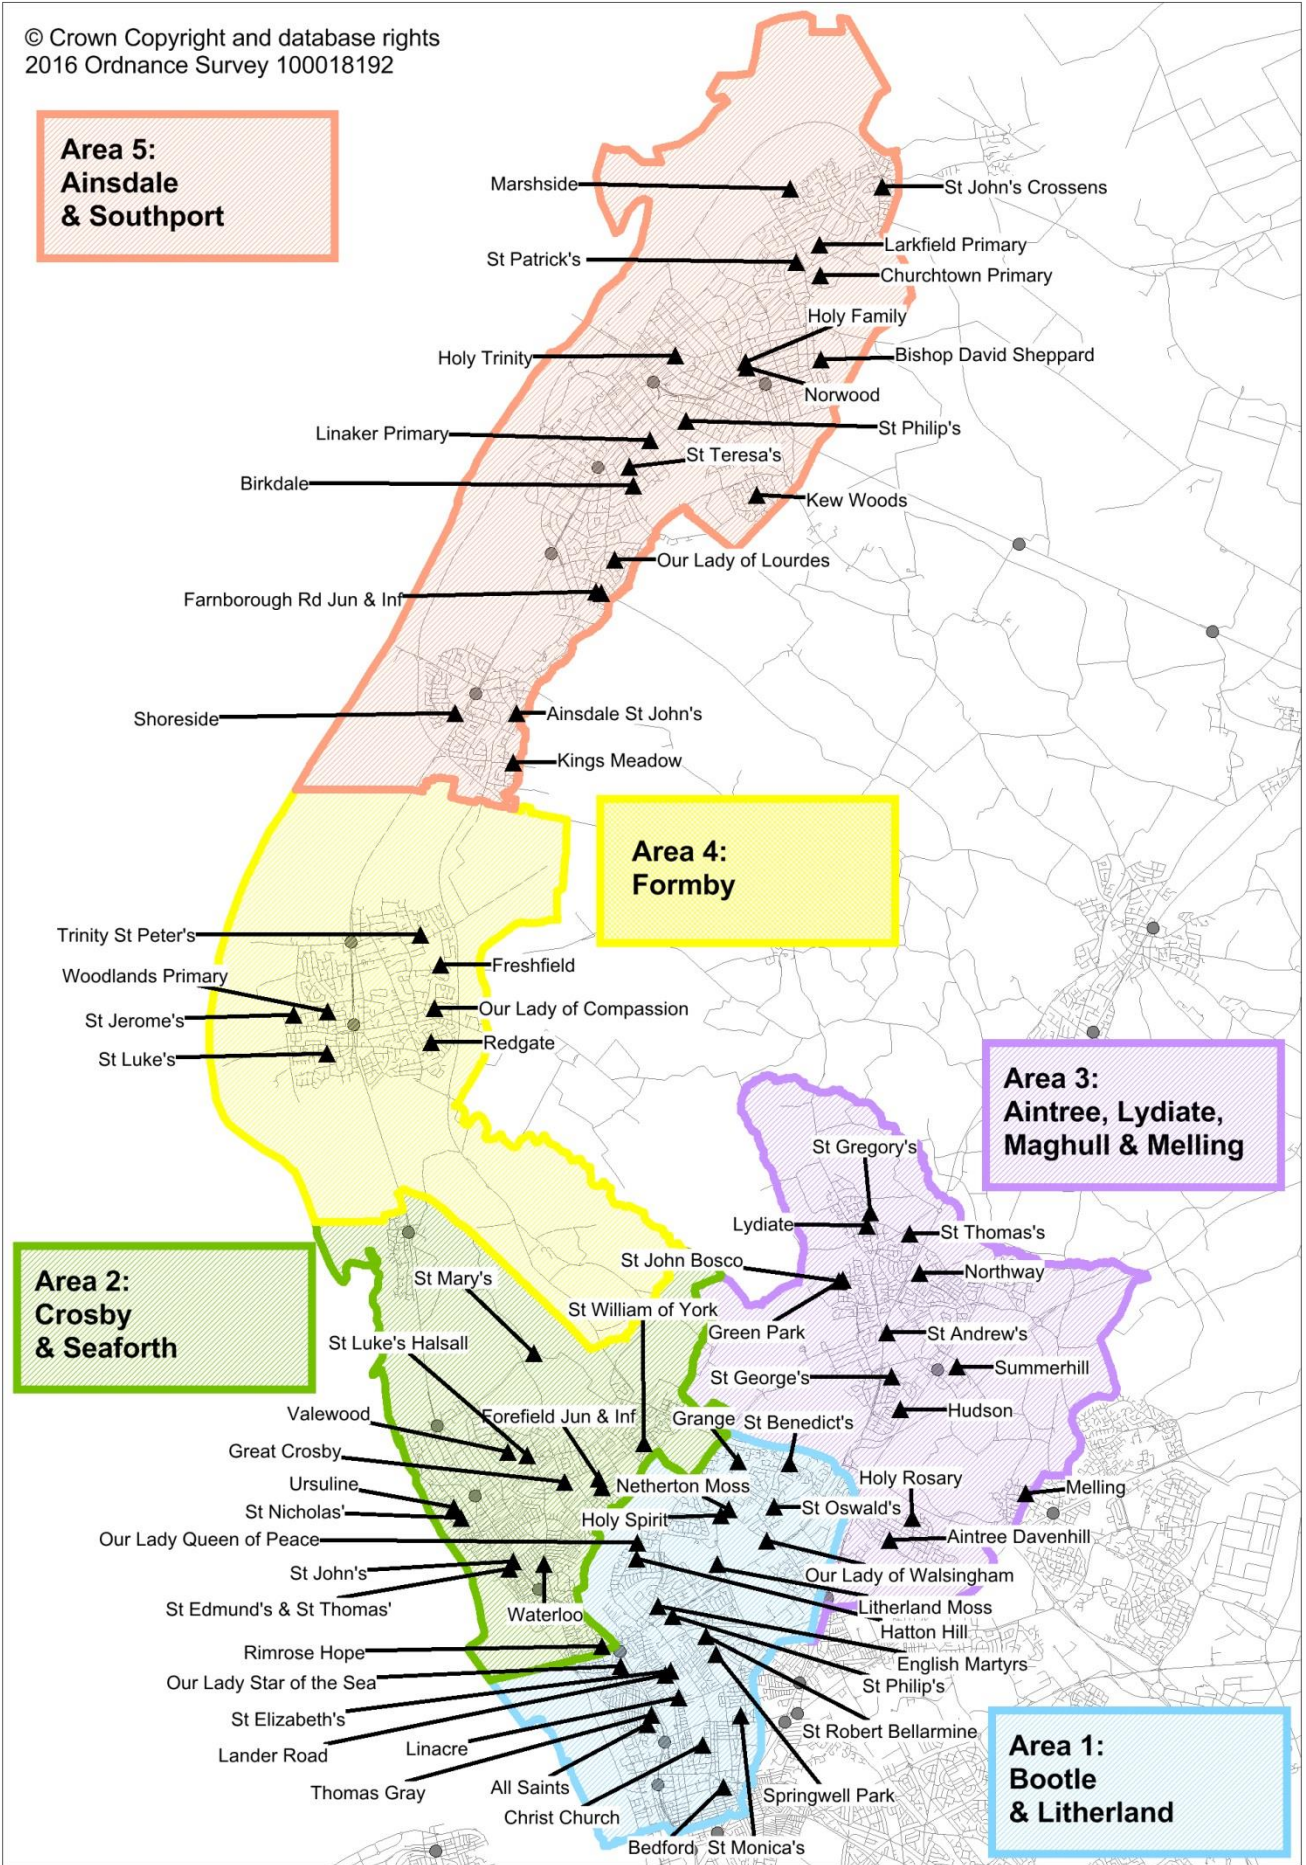 © Crown Copyright and database rights
2016 Ordnance Survey 100018192
Area 5:
Ainsdale
& Southport
Marshside
St John's Crossens
Larkfield Primary
St Patrick's
Churchtown Primary
Holy Family
Holy Trinity
Bishop David Sheppard
Norwood
St Philip's
Linaker Primary
St Teresa's
Birkdale
Kew Woods
Our Lady of Lourdes
Farnborough Rd Jun & Inf
Shoreside
Ainsdale St John's
Kings Meadow
Area 4:
Formby
Trinity St Peter's
Freshfield
Woodlands Primary
Our Lady of Compassion
St Jerome's
Redgate
St Luke's
Area 3:
Aintree, Lydiate,
Maghull & Melling
St Gregory's
Lydiate
St Thomas's
St John Bosco
Northway
Green Park
St Andrew's
St George's
Summerhill
Hudson
Holy Rosary
Melling
Aintree Davenhill
Area 2:
Crosby
& Seaforth
St Mary's
St William of York
St Luke's Halsall
Valewood
Forefield Jun & Inf
Great Crosby
Ursuline
St Nicholas'
St John's
St Edmund's & St Thomas'
Waterloo
Rimrose Hope
Grange
St Benedict's
Netherton Moss
St Oswald's
Holy Spirit
Our Lady Queen of Peace
Our Lady of Walsingham
Litherland Moss
Hatton Hill
English Martyrs
St Philip's
Our Lady Star of the Sea
St Elizabeth's
St Robert Bellarmine
Lander Road
Linacre
Thomas Gray
All Saints
Springwell Park
Christ Church
Bedford
St Monica's
Area 1:
Bootle
& Litherland